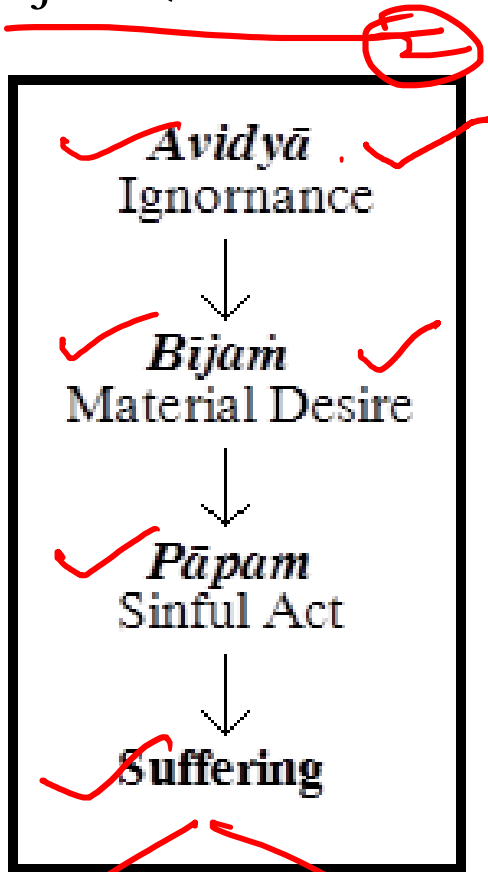 Avidyā
Ignornance
Bījaṁ
Material Desire
Pāpam
Sinful Act
Suffering